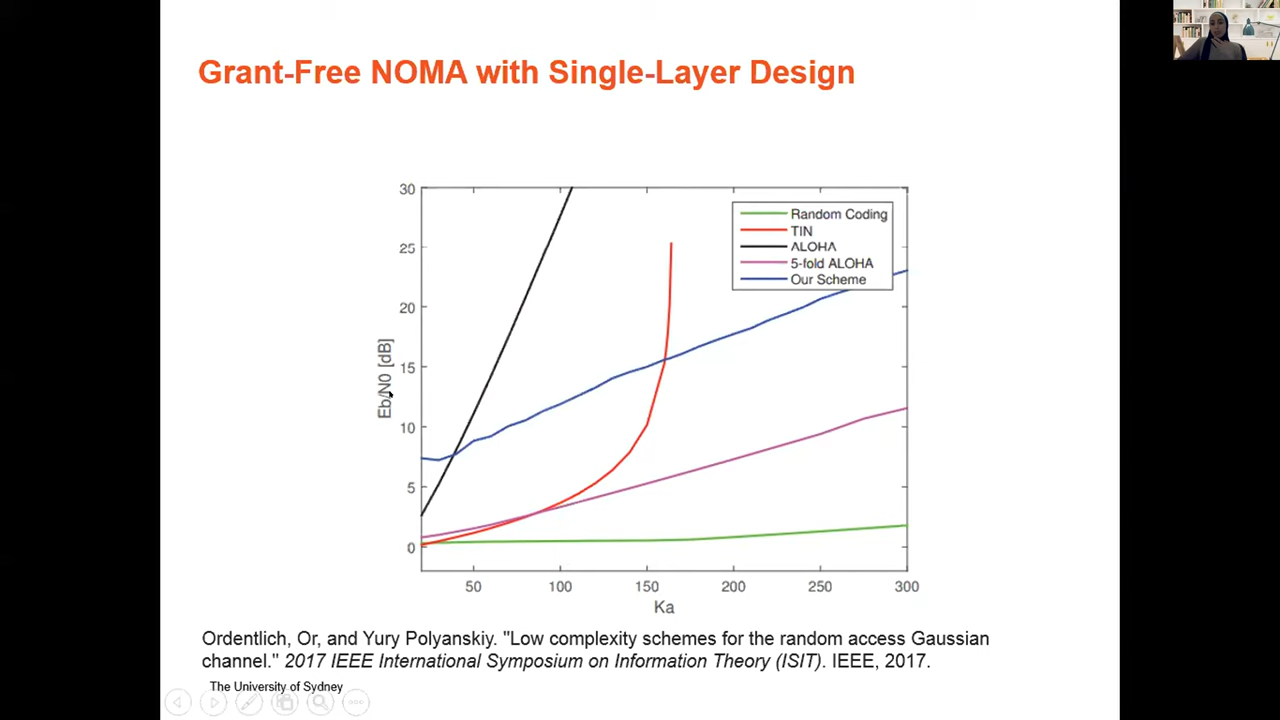 Grant-Free NOMA with Single-Layer Design
30
25
20
15
10
5
0
Eb/N0 [dB]
Random Coding
TIN
ALOHA
5-fold ALOHA
Our Scheme
50 100 150 200 250 300
Ka
Ordentlich, Or, and Yury Polyanskiy. "Low complexity schemes for the random access Gaussian
channel." 2017 IEEE International Symposium on Information Theory (ISIT). IEEE, 2017.
The University of Sydney